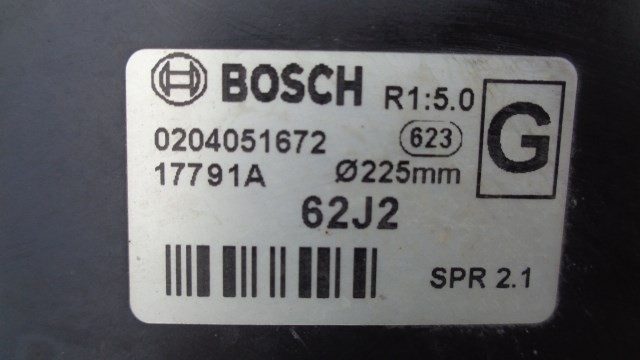 BOSCH R1:5.0 G
0204051672 623
17791A Ø225mm
62J2
SPR 2.1